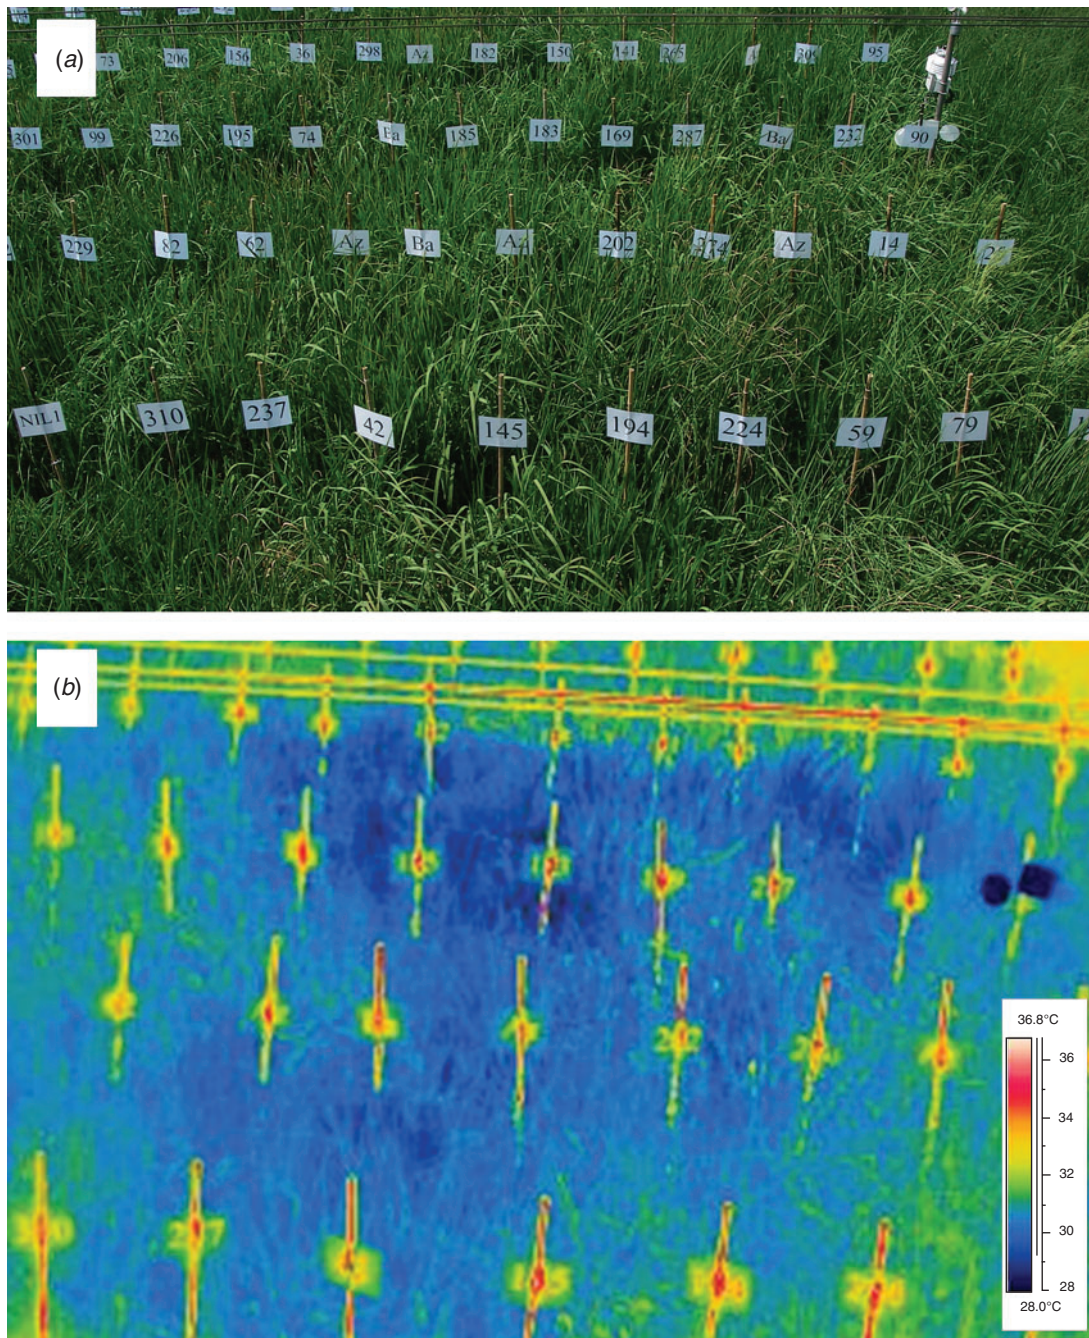 (a)
73 206 156 36 298 Az 182 150 141 265 95
301 99 226 195 74 Ba 185 183 169 287 Ba 232 90
229 82 62 Az Ba Az 202 274 Az 14
NIL1 310 237 42 145 194 224 59 79
(b)
36.8°C
36
34
32
30
28
28.0°C